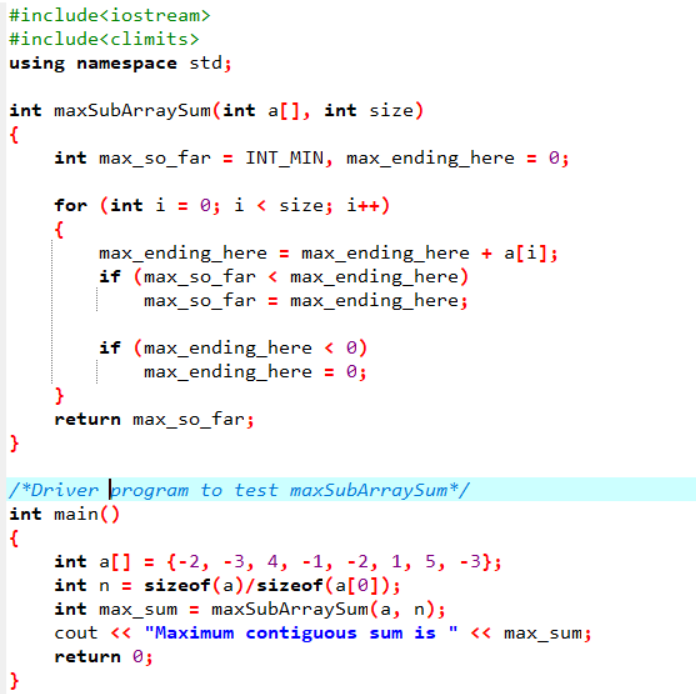 #include<iostream>
#include<climits>
using namespace std;

int maxSubArraySum(int a[], int size)
{
    int max_so_far = INT_MIN, max_ending_here = 0;

    for (int i = 0; i < size; i++)
    {
        max_ending_here = max_ending_here + a[i];
        if (max_so_far < max_ending_here)
            max_so_far = max_ending_here;

        if (max_ending_here < 0)
            max_ending_here = 0;
    }
    return max_so_far;
}

/*Driver program to test maxSubArraySum*/
int main()
{
    int a[] = {-2, -3, 4, -1, -2, 1, 5, -3};
    int n = sizeof(a)/sizeof(a[0]);
    int max_sum = maxSubArraySum(a, n);
    cout << "Maximum contiguous sum is " << max_sum;
    return 0;
}